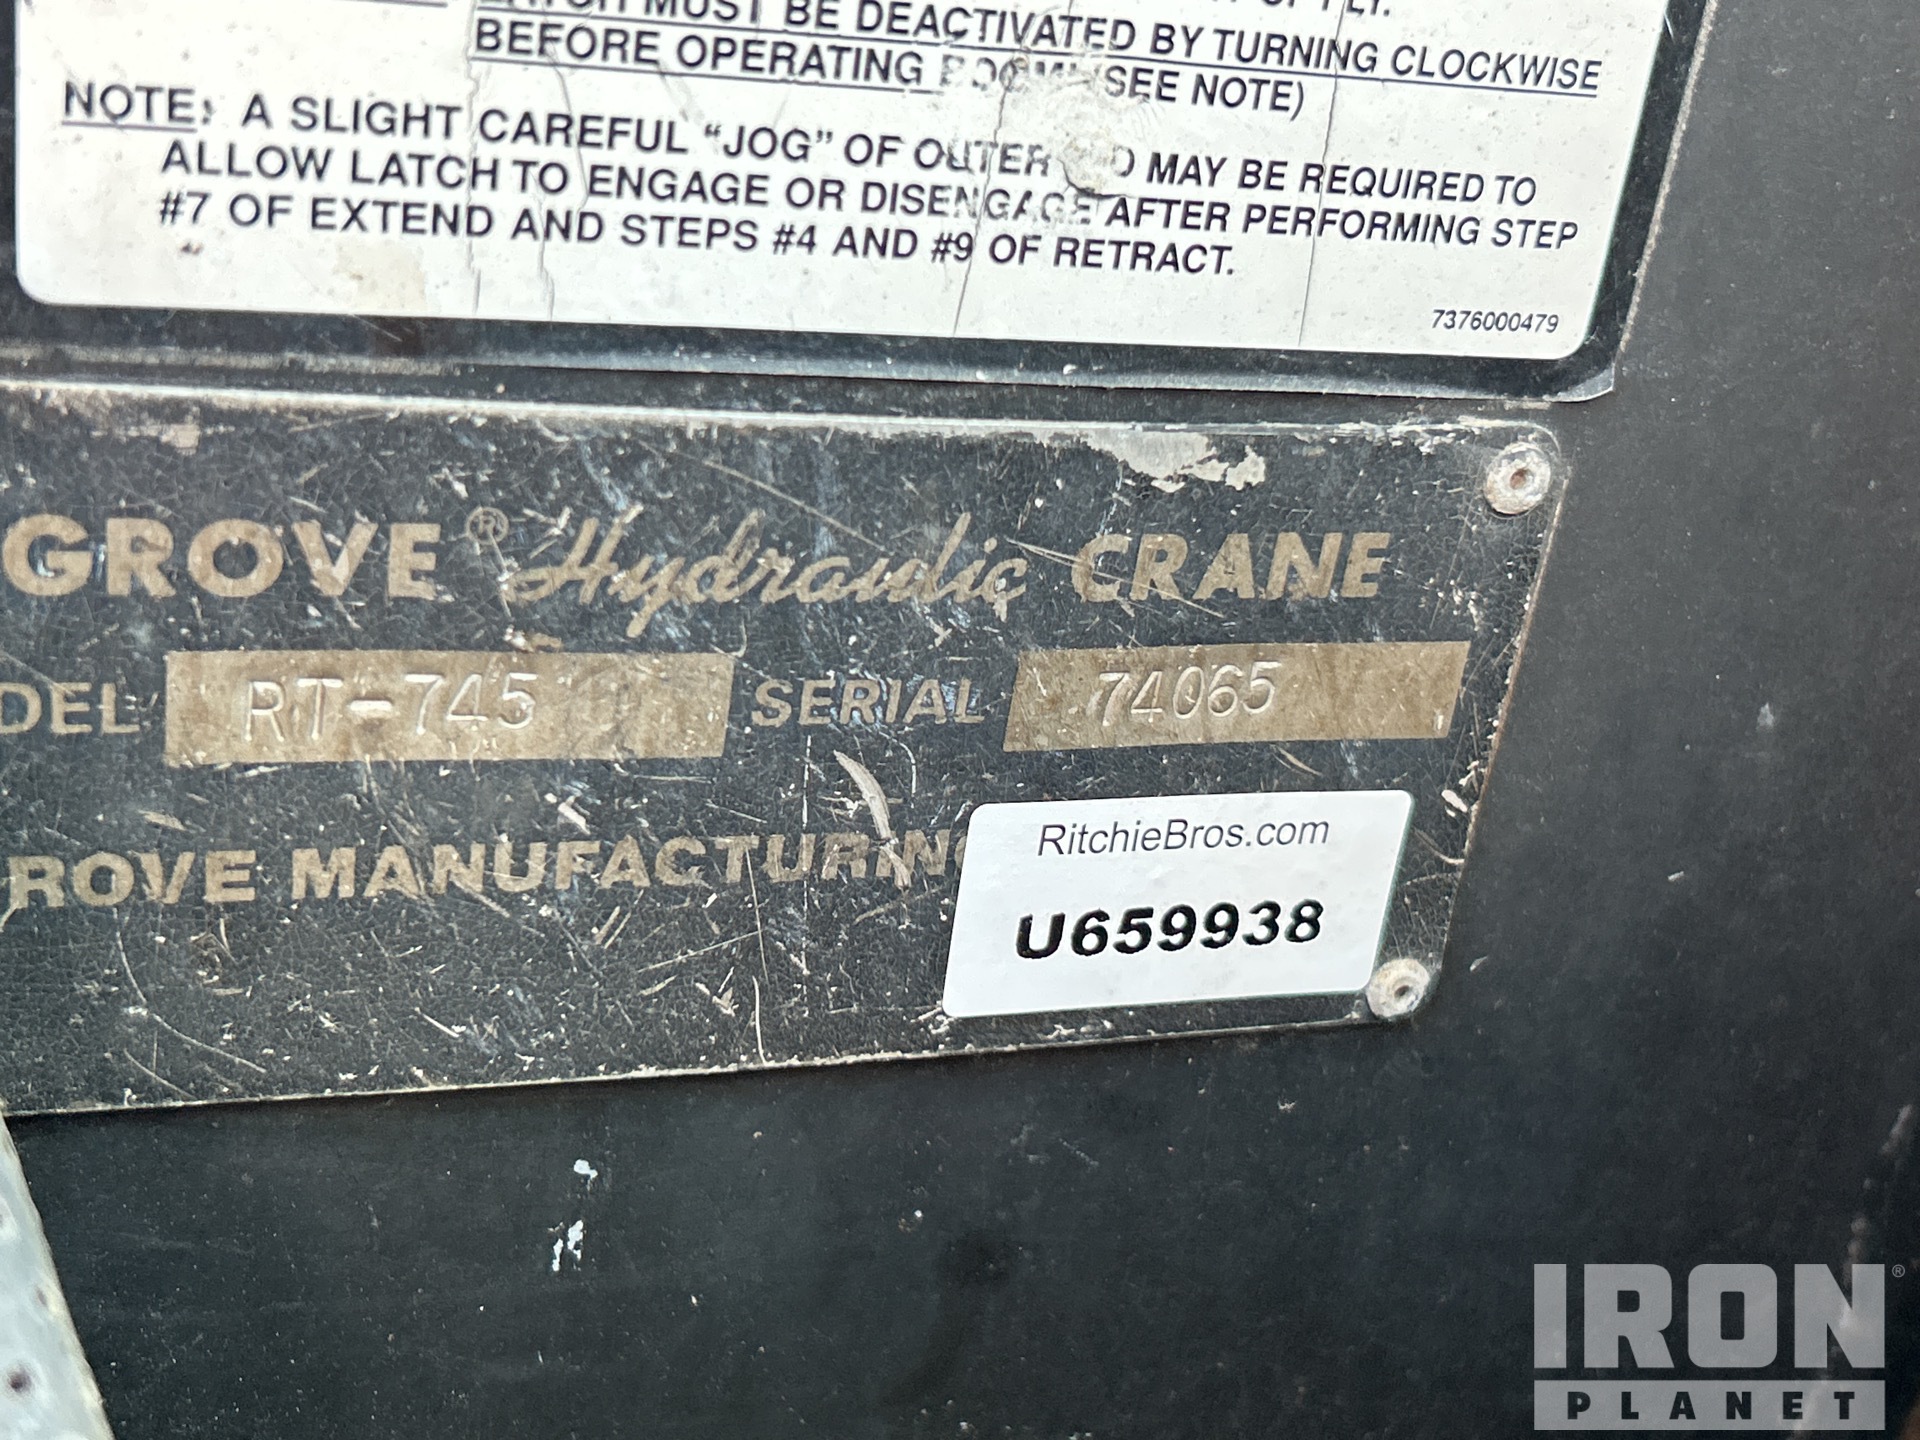 MUST BE DEACTIVATED BY TURNING CLOCKWISE
BEFORE OPERATING BOOM (SEE NOTE)
NOTE: A SLIGHT CAREFUL “JOG” OF OUTER MAY BE REQUIRED TO
ALLOW LATCH TO ENGAGE OR DISENGAGE AFTER PERFORMING STEP
#7 OF EXTEND AND STEPS #4 AND #9 OF RETRACT.
7376000479
GROVE® Hydraulic CRANE
DEL RT-745 SERIAL 74065
ROVE MANUFACTURING
RitchieBros.com
U659938
IRON®
PLANET